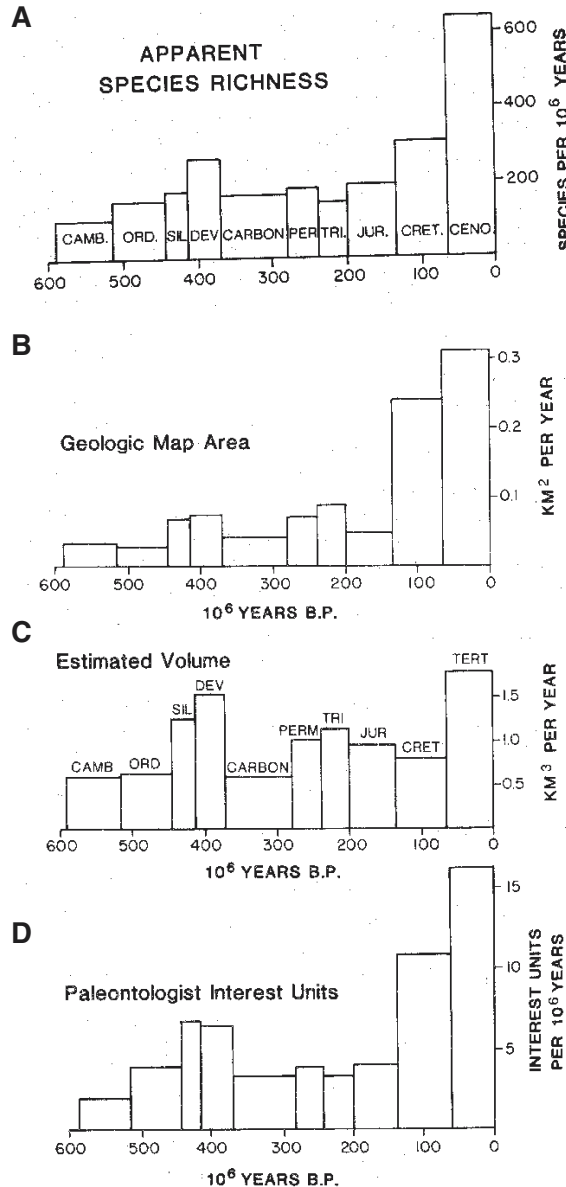 A
APPARENT
SPECIES RICHNESS
600
400
200
SPECIES PER 10⁶ YEARS
CAMB.
ORD.
SIL
DEV
CARBON
PER
TRI.
JUR.
CRET.
CENO.
600 500 400 300 200 100 0
B
Geologic Map Area
0.3
0.2
0.1
KM² PER YEAR
600 500 400 300 200 100 0
10⁶ YEARS B.P.
C
Estimated Volume
CAMB
ORD
SIL
DEV
CARBON
PERM
TRI
JUR
CRET
TERT
1.5
1.0
0.5
KM³ PER YEAR
500 400 300 200 100 0
10⁶ YEARS B.P.
D
Paleontologist Interest Units
15
10
5
INTEREST UNITS
PER 10⁶ YEARS
600 500 400 300 200 100 0
10⁶ YEARS B.P.